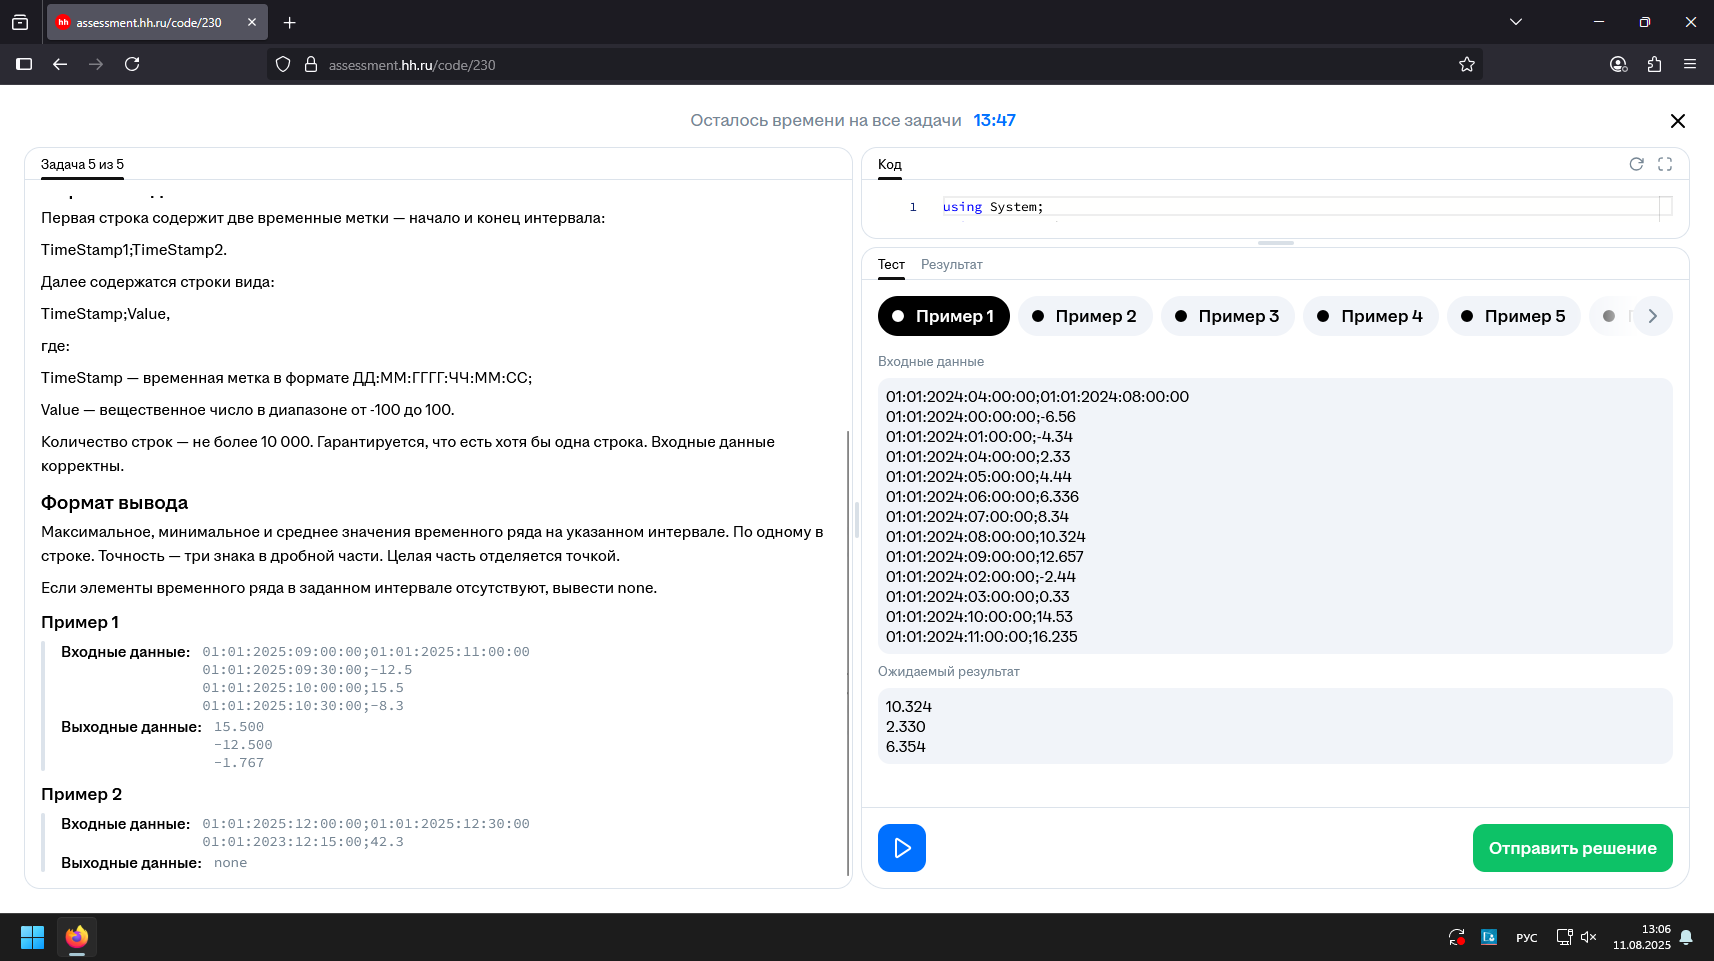 assessment.hh.ru/code/230
assessment.hh.ru/code/230
Осталось времени на все задачи 13:47
Задача 5 из 5
Первая строка содержит две временные метки — начало и конец интервала:
TimeStamp1;TimeStamp2.
Далее содержатся строки вида:
TimeStamp;Value,
где:
TimeStamp — временная метка в формате ДД:ММ:ГГГГ:ЧЧ:ММ:СС;
Value — вещественное число в диапазоне от -100 до 100.
Количество строк — не более 10 000. Гарантируется, что есть хотя бы одна строка. Входные данные
корректны.
Формат вывода
Максимальное, минимальное и среднее значения временного ряда на указанном интервале. По одному в
строке. Точность — три знака в дробной части. Целая часть отделяется точкой.
Если элементы временного ряда в заданном интервале отсутствуют, вывести none.
Пример 1
Входные данные: 01:01:2025:09:00:00;01:01:2025:11:00:00
01:01:2025:09:30:00;-12.5
01:01:2025:10:00:00;15.5
01:01:2025:10:30:00;-8.3
Выходные данные: 15.500
-12.500
-1.767
Пример 2
Входные данные: 01:01:2025:12:00:00;01:01:2025:12:30:00
01:01:2023:12:15:00;42.3
Выходные данные: none
Код
1 using System;
Тест Результат
Пример 1 Пример 2 Пример 3 Пример 4 Пример 5
Входные данные
01:01:2024:04:00:00;01:01:2024:08:00:00
01:01:2024:00:00:00;-6.56
01:01:2024:01:00:00;-4.34
01:01:2024:04:00:00;2.33
01:01:2024:05:00:00;4.44
01:01:2024:06:00:00;6.336
01:01:2024:07:00:00;8.34
01:01:2024:08:00:00;10.324
01:01:2024:09:00:00;12.657
01:01:2024:02:00:00;-2.44
01:01:2024:03:00:00;0.33
01:01:2024:10:00:00;14.53
01:01:2024:11:00:00;16.235
Ожидаемый результат
10.324
2.330
6.354
Отправить решение
РУС
13:06
11.08.2025